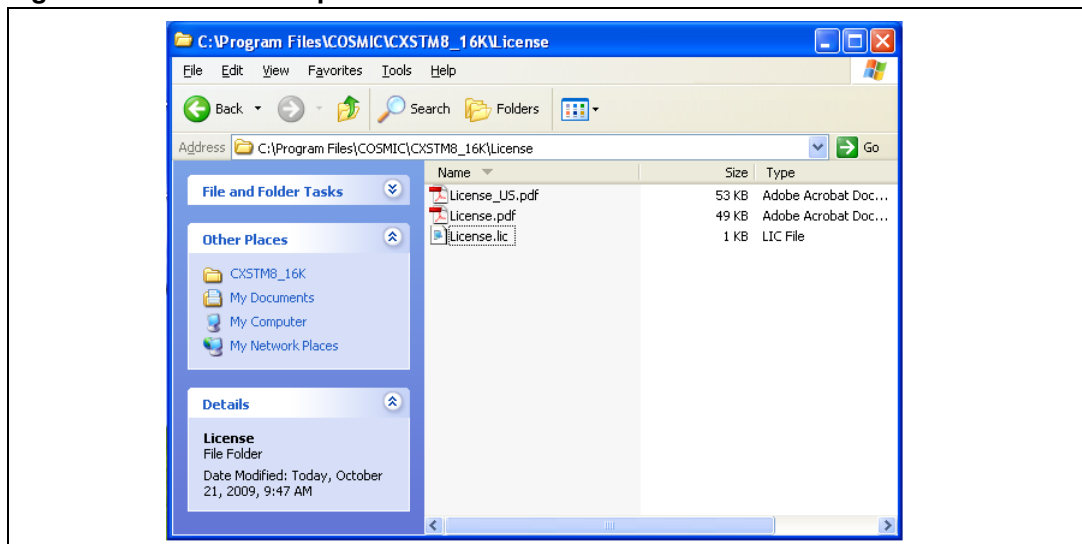 C:\Program Files\COSMIC\CXSTM8_16K\License
File Edit View Favorites Tools Help
Back Search Folders
Address C:\Program Files\COSMIC\CXSTM8_16K\License Go
File and Folder Tasks
Other Places
CXSTM8_16K
My Documents
My Computer
My Network Places
Details
License
File Folder
Date Modified: Today, October
21, 2009, 9:47 AM
Name Size Type
License_US.pdf 53 KB Adobe Acrobat Doc...
License.pdf 49 KB Adobe Acrobat Doc...
License.lic 1 KB LIC File